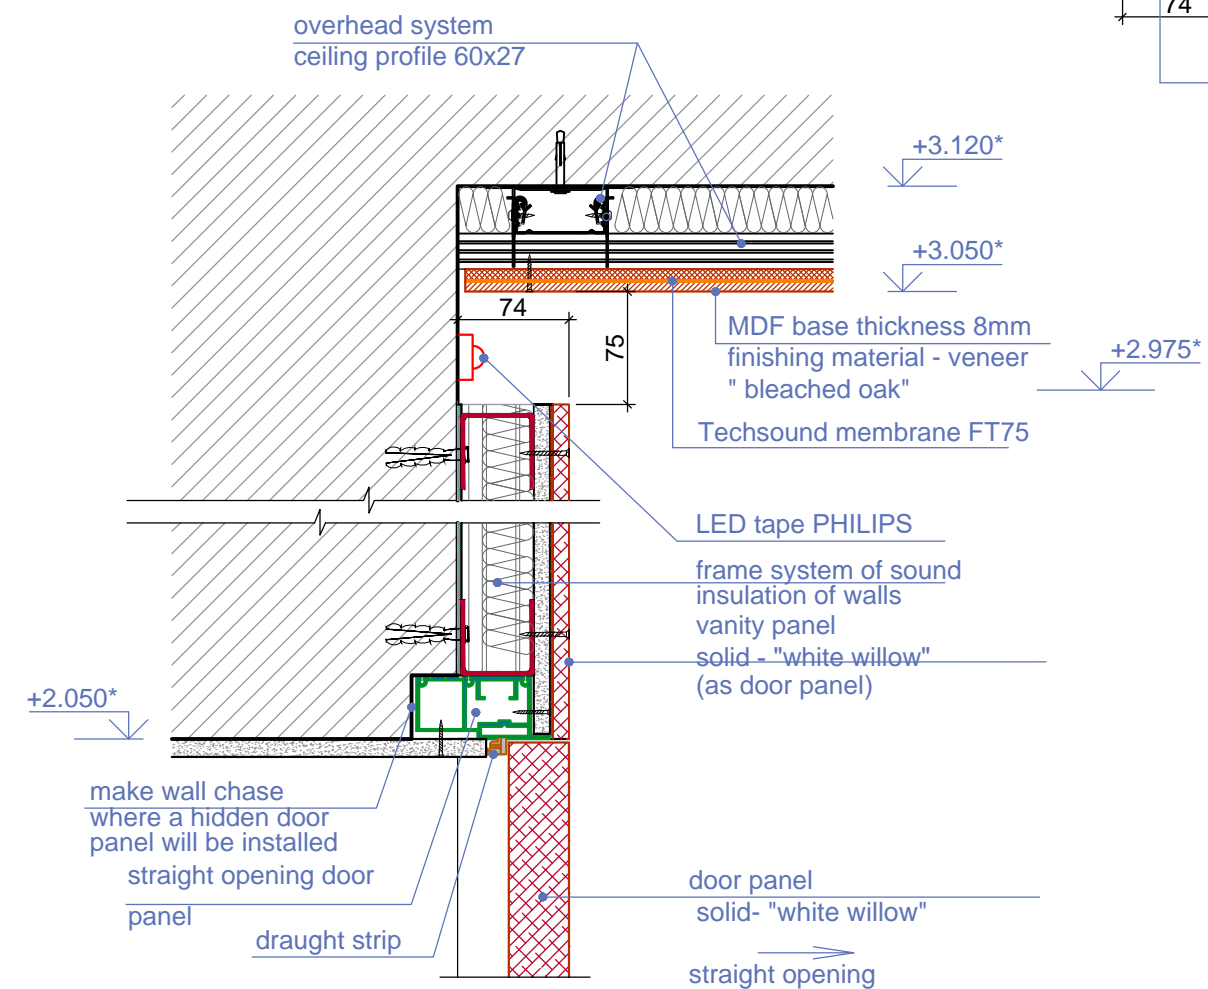 74
overhead system
ceiling profile 60x27
+3.120*
+3.050*
74
75
MDF base thickness 8mm
finishing material - veneer
" bleached oak"
+2.975*
Techsound membrane FT75
LED tape PHILIPS
frame system of sound
insulation of walls
vanity panel
solid - "white willow"
(as door panel)
+2.050*
make wall chase
where a hidden door
panel will be installed
straight opening door
panel
draught strip
door panel
solid- "white willow"
straight opening